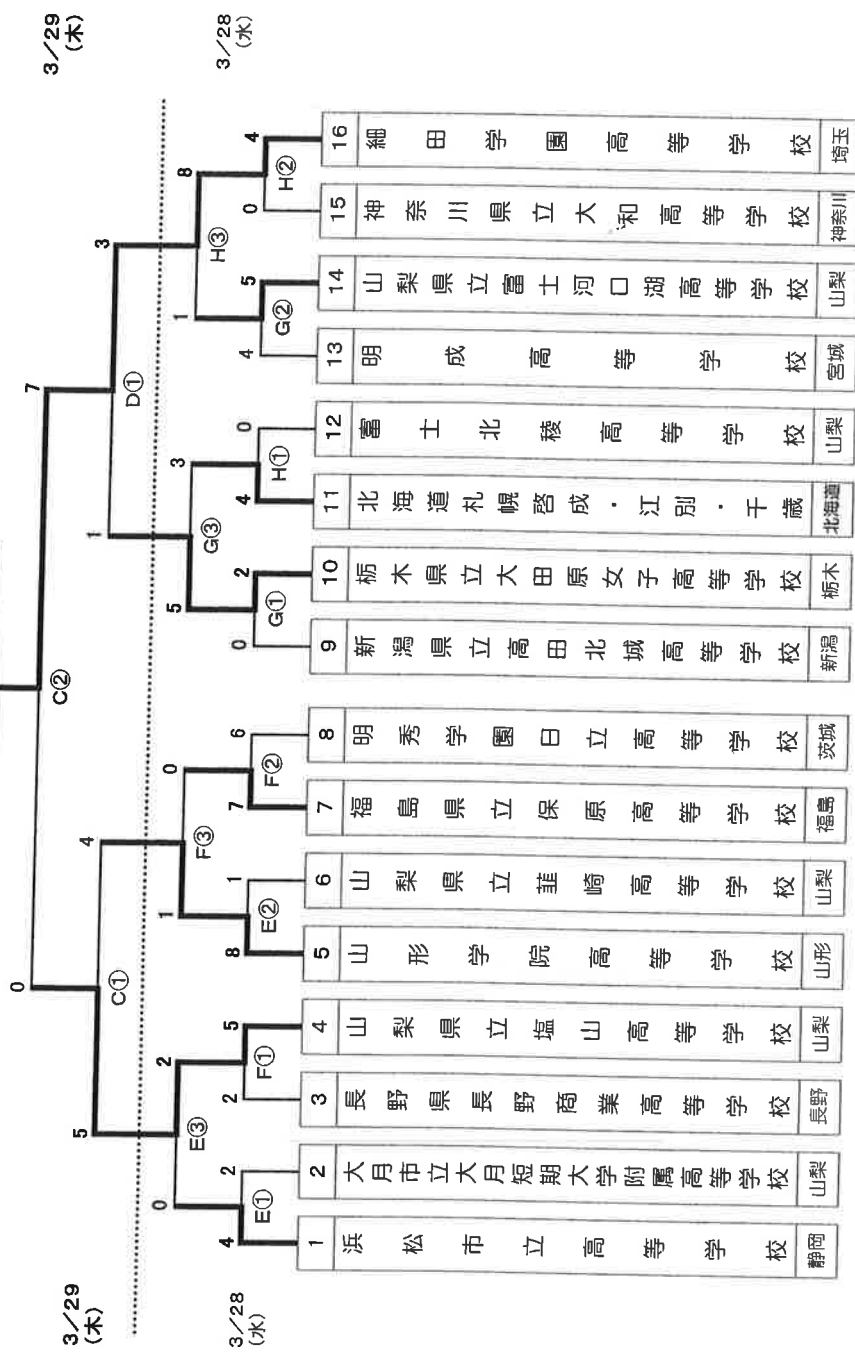 3/29
(木)
3/28
(水)
3/29
(木)
3/28
(水)
0
C②
7
5
C①
4
1
D①
3
0
E③
2
1
F③
0
5
G③
3
1
H③
8
4
E①
2
2
F①
5
8
E②
1
7
F②
6
0
G①
2
4
H①
0
4
G②
5
0
H②
4
1 浜松市立高等学校 静岡
2 大月市立大月短期大学附属高等学校 山梨
3 長野県長野商業高等学校 長野
4 山梨県立塩山高等学校 山梨
5 山形学院高等学校 山形
6 山梨県立韮崎高等学校 山梨
7 福島県立保原高等学校 福島
8 明秀学園日立高等学校 茨城
9 新潟県立高田北城高等学校 新潟
10 栃木県立大田原女子高等学校 栃木
11 北海道札幌啓成・江別・千歳 北海道
12 富士北稜高等学校 山梨
13 明成高等学校 宮城
14 山梨県立富士河口湖高等学校 山梨
15 神奈川県立大和高等学校 神奈川
16 細田学園高等学校 埼玉